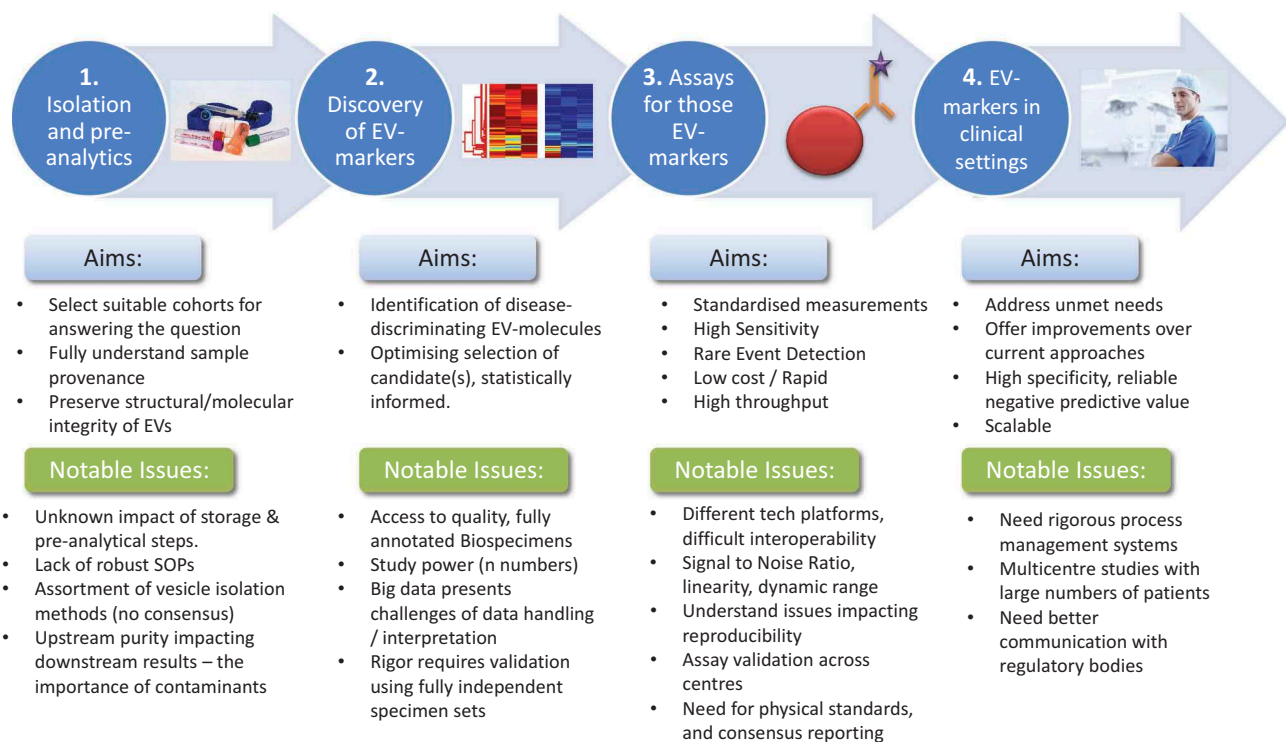 1.
Isolation
and pre-
analytics
2.
Discovery
of EV-
markers
3. Assays
for those
EV-
markers
4. EV-
markers in
clinical
settings
Aims:
• Select suitable cohorts for
answering the question
• Fully understand sample
provenance
• Preserve structural/molecular
integrity of EVs
Notable Issues:
• Unknown impact of storage &
pre-analytical steps.
• Lack of robust SOPs
• Assortment of vesicle isolation
methods (no consensus)
• Upstream purity impacting
downstream results – the
importance of contaminants
Aims:
• Identification of disease-
discriminating EV-molecules
• Optimising selection of
candidate(s), statistically
informed.
Notable Issues:
• Access to quality, fully
annotated Biospecimens
• Study power (n numbers)
• Big data presents
challenges of data handling
/ interpretation
• Rigor requires validation
using fully independent
specimen sets
Aims:
• Standardised measurements
• High Sensitivity
• Rare Event Detection
• Low cost / Rapid
• High throughput
Notable Issues:
• Different tech platforms,
difficult interoperability
• Signal to Noise Ratio,
linearity, dynamic range
• Understand issues impacting
reproducibility
• Assay validation across
centres
• Need for physical standards,
and consensus reporting
Aims:
• Address unmet needs
• Offer improvements over
current approaches
• High specificity, reliable
negative predictive value
• Scalable
Notable Issues:
• Need rigorous process
management systems
• Multicentre studies with
large numbers of patients
• Need better
communication with
regulatory bodies